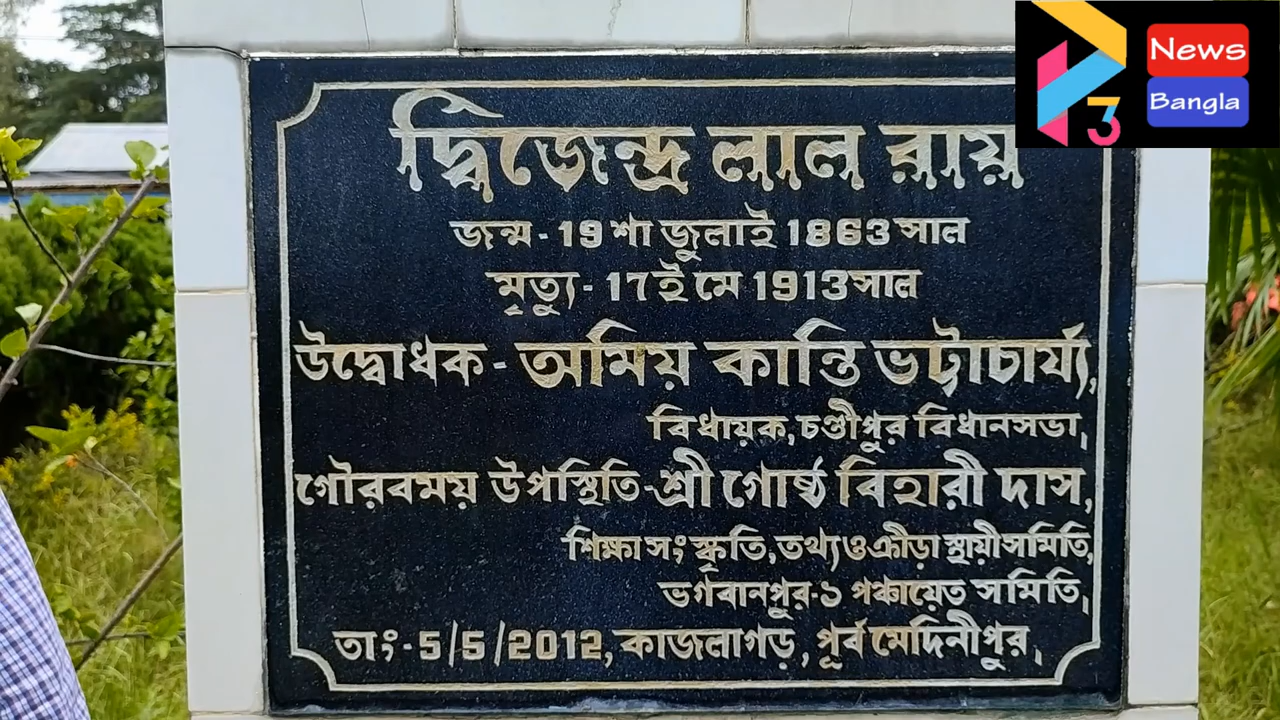 দ্বিজেন্দ্র লাল রায়
জন্ম - 19 শা জুলাই 1863 সাল
মৃত্যু - 17ই মে 1913 সাল
উদ্বোধক - অমিয় কান্তি ভট্টাচার্য্য,
বিধায়ক, চণ্ডীপুর বিধানসভা,
গৌরবময় উপস্থিতি - শ্রী গোষ্ঠ বিহারী দাস,
শিক্ষা সংস্কৃতি, তথ্য ও ক্রীড়া স্থায়ী সমিতি,
ভগবানপুর-১ পঞ্চায়েত সমিতি,
তাং - 5/5/2012, কাজলাগড়, পূর্ব মেদিনীপুর,
3
News
Bangla